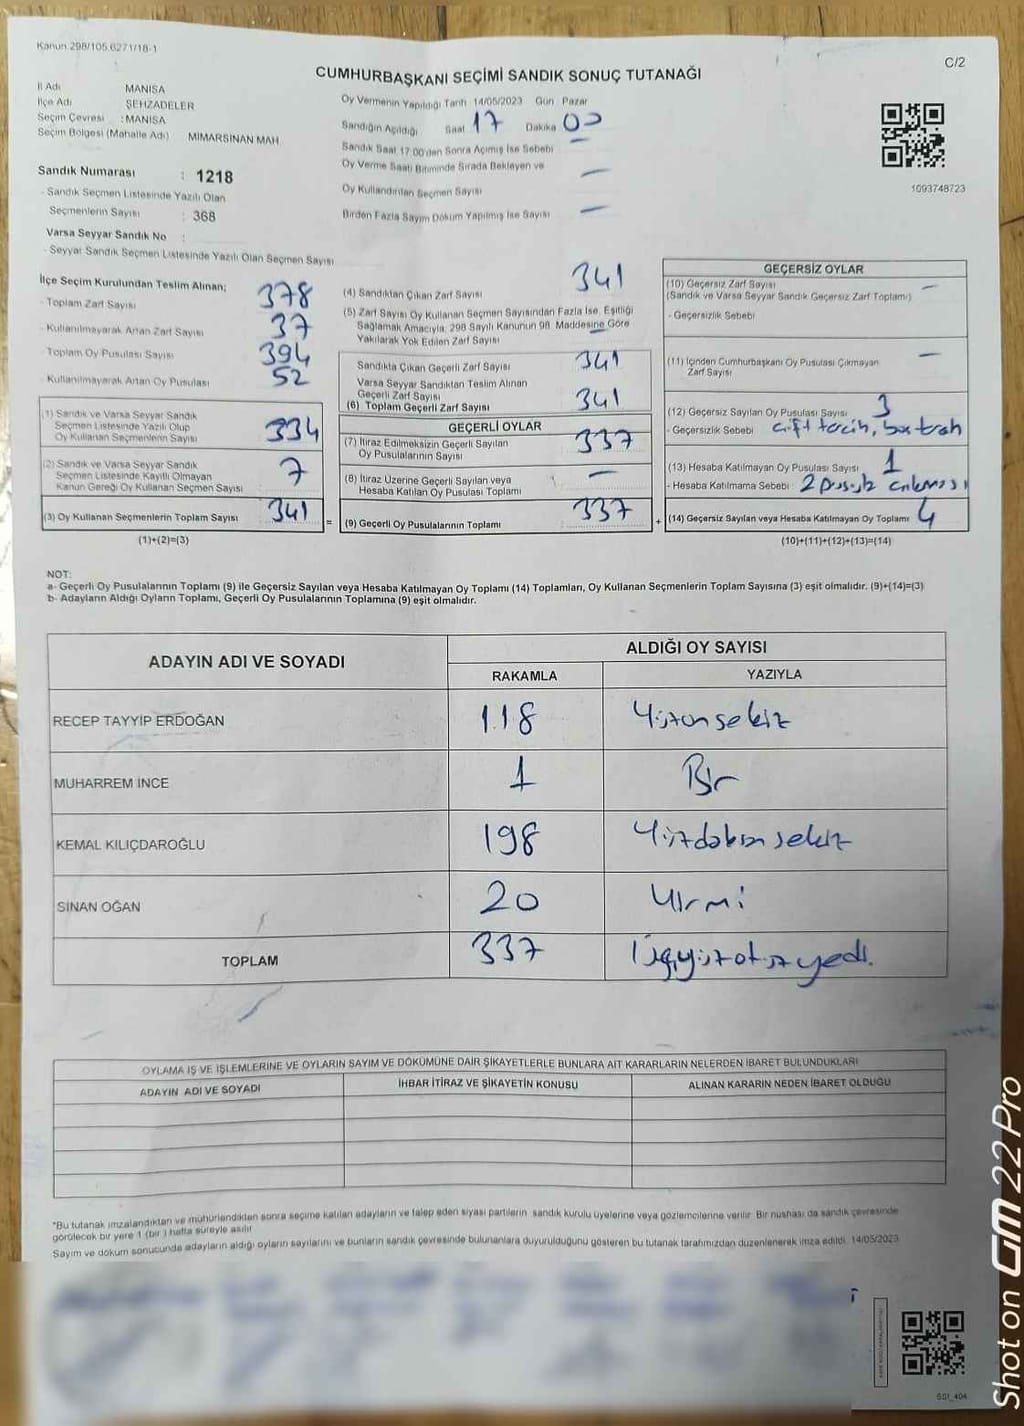 Kanun 298/105.6271/18-1
C/2
CUMHURBAŞKANI SEÇİMİ SANDIK SONUÇ TUTANAĞI
İl Adı MANİSA
İlçe Adı ŞEHZADELER
Seçim Çevresi : MANİSA
Seçim Bölgesi (Mahalle Adı) MİMARSİNAN MAH
Sandık Numarası : 1218
- Sandık Seçmen Listesinde Yazılı Olan
Seçmenlerin Sayısı : 368
Varsa Seyyar Sandık No :
- Seyyar Sandık Seçmen Listesinde Yazılı Olan Seçmen Sayısı
Oy Vermenin Yapıldığı Tarih 14/05/2023 Gün Pazar
Sandığın Açıldığı Saat 17 Dakika 00
Sandık Saat 17:00'den Sonra Açılmış İse Sebebi –
Oy Verme Saati Bitiminde Sırada Bekleyen ve
Oy Kullandırılan Seçmen Sayısı –
Birden Fazla Sayım Döküm Yapılmış İse Sayısı –
1093748723
İlçe Seçim Kurulundan Teslim Alınan;
- Toplam Zarf Sayısı 378
- Kullanılmayarak Artan Zarf Sayısı 37
- Toplam Oy Pusulası Sayısı 394
- Kullanılmayarak Artan Oy Pusulası 52
(1) Sandık ve Varsa Seyyar Sandık
Seçmen Listesinde Yazılı Olup
Oy Kullanan Seçmenlerin Sayısı 334
(2) Sandık ve Varsa Seyyar Sandık
Seçmen Listesinde Kayıtlı Olmayan
Kanun Gereği Oy Kullanan Seçmen Sayısı 7
(3) Oy Kullanan Seçmenlerin Toplam Sayısı 341 =
(1)+(2)=(3)
(4) Sandıktan Çıkan Zarf Sayısı 341
(5) Zarf Sayısı Oy Kullanan Seçmen Sayısından Fazla İse, Eşitliği
Sağlamak Amacıyla, 298 Sayılı Kanunun 98. Maddesine Göre
Yakılarak Yok Edilen Zarf Sayısı –
Sandıkta Çıkan Geçerli Zarf Sayısı 341
Varsa Seyyar Sandıktan Teslim Alınan
Geçerli Zarf Sayısı
(6) Toplam Geçerli Zarf Sayısı 341
GEÇERLİ OYLAR
(7) İtiraz Edilmeksizin Geçerli Sayılan
Oy Pusulalarının Sayısı 337
(8) İtiraz Üzerine Geçerli Sayılan veya
Hesaba Katılan Oy Pusulası Toplamı –
(9) Geçerli Oy Pusulalarının Toplamı 337 +
GEÇERSİZ OYLAR
(10) Geçersiz Zarf Sayısı –
(Sandık ve Varsa Seyyar Sandık Geçersiz Zarf Toplamı)
- Geçersizlik Sebebi
(11) İçinden Cumhurbaşkanı Oy Pusulası Çıkmayan
Zarf Sayısı –
(12) Geçersiz Sayılan Oy Pusulası Sayısı 3
- Geçersizlik Sebebi çift tercih, boş
(13) Hesaba Katılmayan Oy Pusulası Sayısı 1
- Hesaba Katılmama Sebebi : 2 pusula çıkması
(14) Geçersiz Sayılan veya Hesaba Katılmayan Oy Toplamı 4
(10)+(11)+(12)+(13)=(14)
NOT:
a- Geçerli Oy Pusulalarının Toplamı (9) ile Geçersiz Sayılan veya Hesaba Katılmayan Oy Toplamı (14) Toplamları, Oy Kullanan Seçmenlerin Toplam Sayısına (3) eşit olmalıdır. (9)+(14)=(3)
b- Adayların Aldığı Oyların Toplamı, Geçerli Oy Pusulalarının Toplamına (9) eşit olmalıdır.
ADAYIN ADI VE SOYADI ALDIĞI OY SAYISI
RAKAMLA YAZIYLA
RECEP TAYYİP ERDOĞAN 118 Yüzonsekiz
MUHARREM İNCE 1 Bir
KEMAL KILIÇDAROĞLU 198 Yüzdoksansekiz
SİNAN OĞAN 20 Yirmi
TOPLAM 337 Üçyüzotuzyedi.
OYLAMA İŞ VE İŞLEMLERİNE VE OYLARIN SAYIM VE DÖKÜMÜNE DAİR ŞİKAYETLERLE BUNLARA AİT KARARLARIN NELERDEN İBARET BULUNDUKLARI
ADAYIN ADI VE SOYADI İHBAR İTİRAZ VE ŞİKAYETİN KONUSU ALINAN KARARIN NEDEN İBARET OLDUĞU
"Bu tutanak imzalandıktan ve mühürlendikten sonra seçime katılan adayların ve talep eden siyasi partilerin sandık kurulu üyelerine veya gözlemcilerine verilir. Bir nüshası da sandık çevresinde
görülecek bir yere 1 (bir) hafta süreyle asılır
Sayım ve döküm sonucunda adayların aldığı oyların sayılarını ve bunların sandık çevresinde bulunanlara duyurulduğunu gösteren bu tutanak tarafımızdan düzenlenerek imza edildi. 14/05/2023
SS1_404
Shot on GM 22 Pro